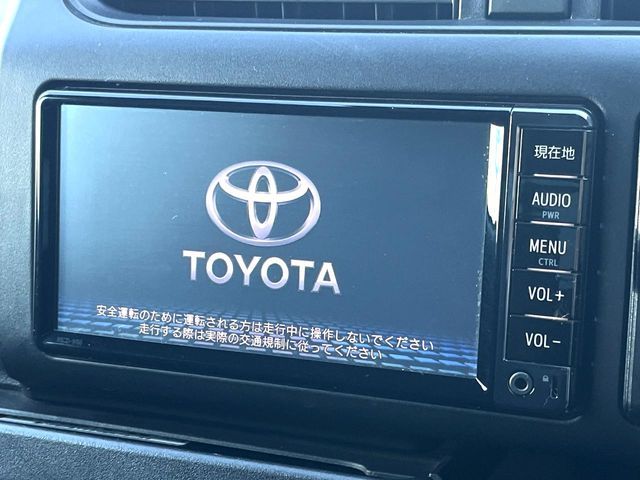 TOYOTA
安全運転のために運転される方は走行中に操作しないでください
走行する際は実際の交通規制に従ってください
現在地
AUDIO
PWR
MENU
CTRL
VOL+
VOL-